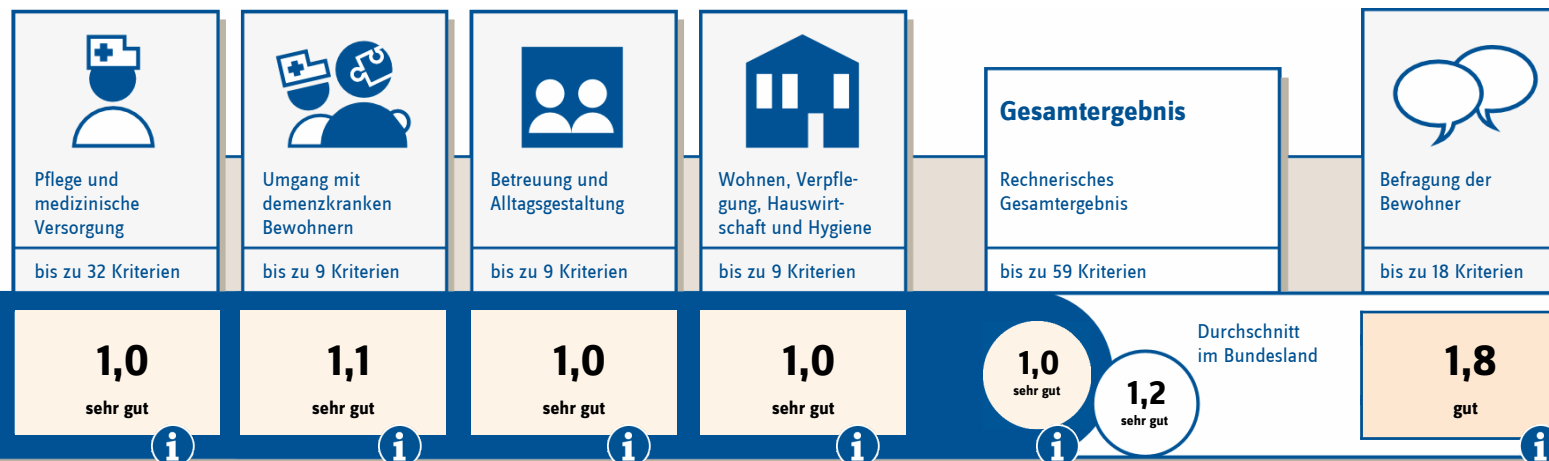 Pflege und
medizinische
Versorgung
bis zu 32 Kriterien
1,0
sehr gut
i
Umgang mit
demenzkranken
Bewohnern
bis zu 9 Kriterien
1,1
sehr gut
i
Betreuung und
Alltagsgestaltung
bis zu 9 Kriterien
1,0
sehr gut
i
Wohnen, Verpfle-
gung, Hauswirt-
schaft und Hygiene
bis zu 9 Kriterien
1,0
sehr gut
i
Gesamtergebnis
Rechnerisches
Gesamtergebnis
bis zu 59 Kriterien
1,0
sehr gut
i
1,2
sehr gut
Durchschnitt
im Bundesland
Befragung der
Bewohner
bis zu 18 Kriterien
1,8
gut
i